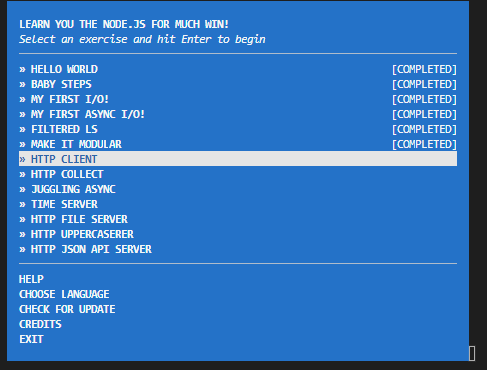 LEARN YOU THE NODE.JS FOR MUCH WIN!
Select an exercise and hit Enter to begin
» HELLO WORLD [COMPLETED]
» BABY STEPS [COMPLETED]
» MY FIRST I/O! [COMPLETED]
» MY FIRST ASYNC I/O! [COMPLETED]
» FILTERED LS [COMPLETED]
» MAKE IT MODULAR [COMPLETED]
» HTTP CLIENT
» HTTP COLLECT
» JUGGLING ASYNC
» TIME SERVER
» HTTP FILE SERVER
» HTTP UPPERCASERER
» HTTP JSON API SERVER
HELP
CHOOSE LANGUAGE
CHECK FOR UPDATE
CREDITS
EXIT